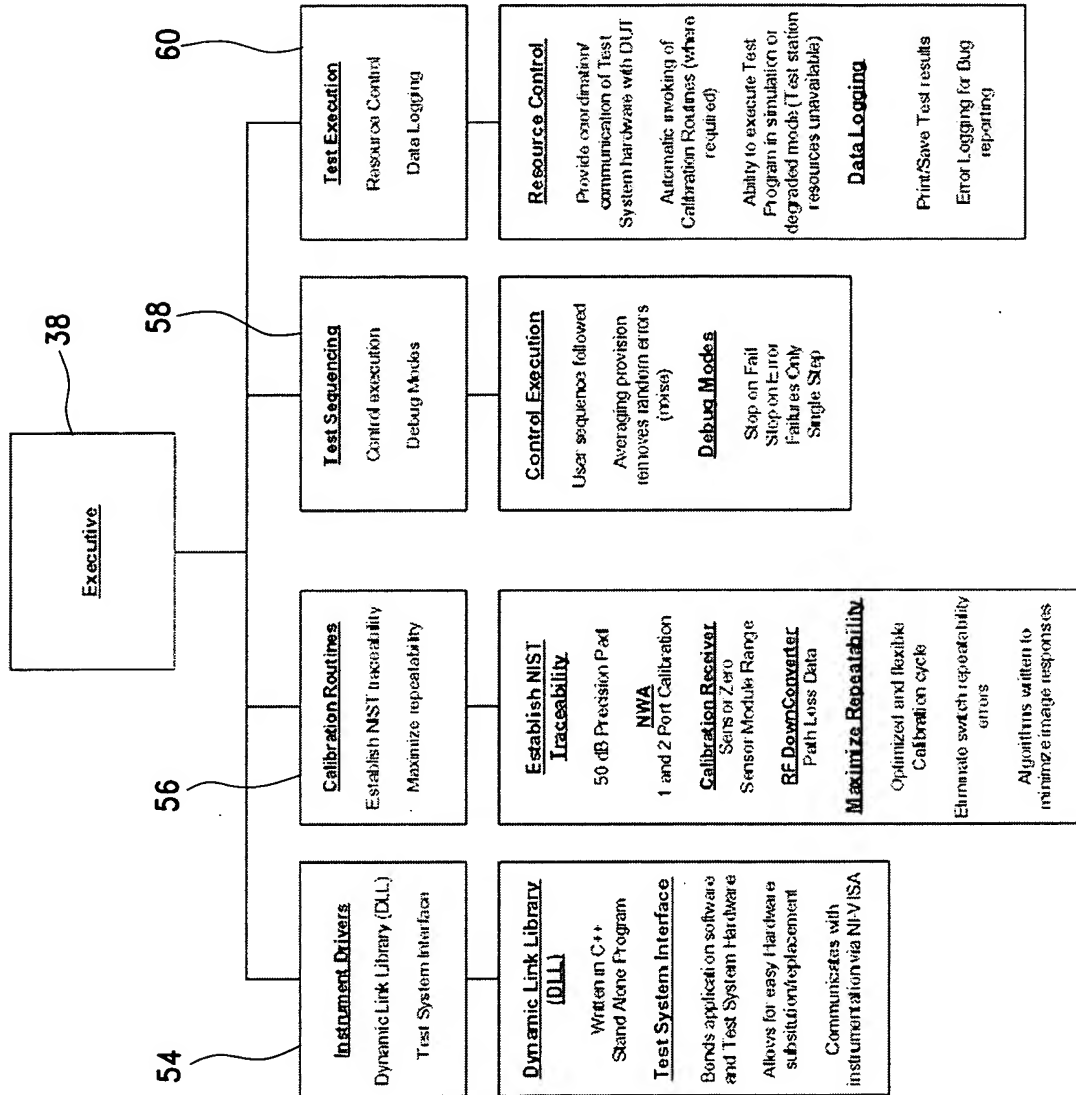 38
Executive
54
Instrument Drivers
Dynamic Link Library (DLL)
Test System Interface
Dynamic Link Library
(DLL)
Written in C++
Stand Alone Program
Test System Interface
Bonds application software
and Test System Hardware
Allows for easy Hardware
substitution/replacement
Communicates with
instrumentation via NI-VISA
56
Calibration Routines
Establish NIST traceability
Maximize repeatability
Establish NIST
Traceability
50 dB Precision Pad
NWA
1 and 2 Port Calibration
Calibration Receiver
Sensor Zero
Sensor Module Range
RF DownConverter
Path Loss Data
Maximize Repeatability
Optimized and flexible
Calibration cycle
Eliminate switch repeatability
errors
Algorithms written to
minimize image responses
58
Test Sequencing
Control execution
Debug Modes
Control Execution
User sequence followed
Averaging provision
removes random errors
(noise)
Debug Modes
Stop on Fail
Stop on Error
Failures Only
Single Step
60
Test Execution
Resource Control
Data Logging
Resource Control
Provide coordination/
communication of Test
System hardware with DUT
Automatic invoking of
Calibration Routines (where
required)
Ability to execute Test
Program in simulation or
degraded mode (Test station
resources unavailable)
Data Logging
Print/Save Test results
Error Logging for Bug
reporting